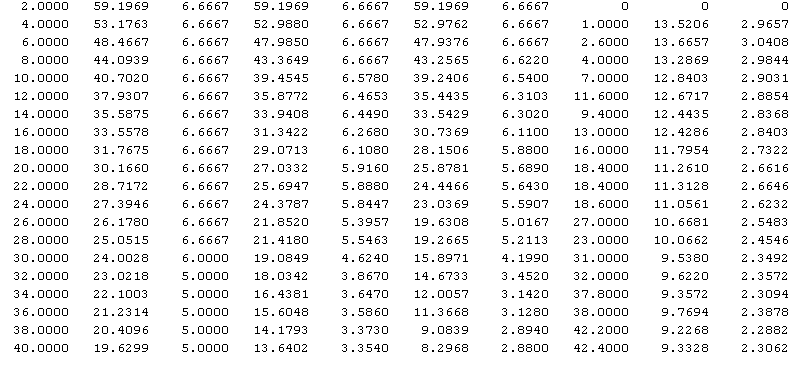 2.0000 59.1969 6.6667 59.1969 6.6667 59.1969 6.6667 0 0 0
4.0000 53.1763 6.6667 52.9880 6.6667 52.9762 6.6667 1.0000 13.5206 2.9657
6.0000 48.4667 6.6667 47.9850 6.6667 47.9376 6.6667 2.6000 13.6657 3.0408
8.0000 44.0939 6.6667 43.3649 6.6667 43.2565 6.6220 4.0000 13.2869 2.9844
10.0000 40.7020 6.6667 39.4545 6.5780 39.2406 6.5400 7.0000 12.8403 2.9031
12.0000 37.9307 6.6667 35.8772 6.4653 35.4435 6.3103 11.6000 12.6717 2.8854
14.0000 35.5875 6.6667 33.9408 6.4490 33.5429 6.3020 9.4000 12.4435 2.8368
16.0000 33.5578 6.6667 31.3422 6.2680 30.7369 6.1100 13.0000 12.4286 2.8403
18.0000 31.7675 6.6667 29.0713 6.1080 28.1506 5.8800 16.0000 11.7954 2.7322
20.0000 30.1660 6.6667 27.0332 5.9160 25.8781 5.6890 18.4000 11.2610 2.6616
22.0000 28.7172 6.6667 25.6947 5.8880 24.4466 5.6430 18.4000 11.3128 2.6646
24.0000 27.3946 6.6667 24.3787 5.8447 23.0369 5.5907 18.6000 11.0561 2.6232
26.0000 26.1780 6.6667 21.8520 5.3957 19.6308 5.0167 27.0000 10.6681 2.5483
28.0000 25.0515 6.6667 21.4180 5.5463 19.2665 5.2113 23.0000 10.0662 2.4546
30.0000 24.0028 6.0000 19.0849 4.6240 15.8971 4.1990 31.0000 9.5380 2.3492
32.0000 23.0218 5.0000 18.0342 3.8670 14.6733 3.4520 32.0000 9.6220 2.3572
34.0000 22.1003 5.0000 16.4381 3.6470 12.0057 3.1420 37.8000 9.3572 2.3094
36.0000 21.2314 5.0000 15.6048 3.5860 11.3668 3.1280 38.0000 9.7694 2.3878
38.0000 20.4096 5.0000 14.1793 3.3730 9.0839 2.8940 42.2000 9.2268 2.2882
40.0000 19.6299 5.0000 13.6402 3.3540 8.2968 2.8800 42.4000 9.3328 2.3062